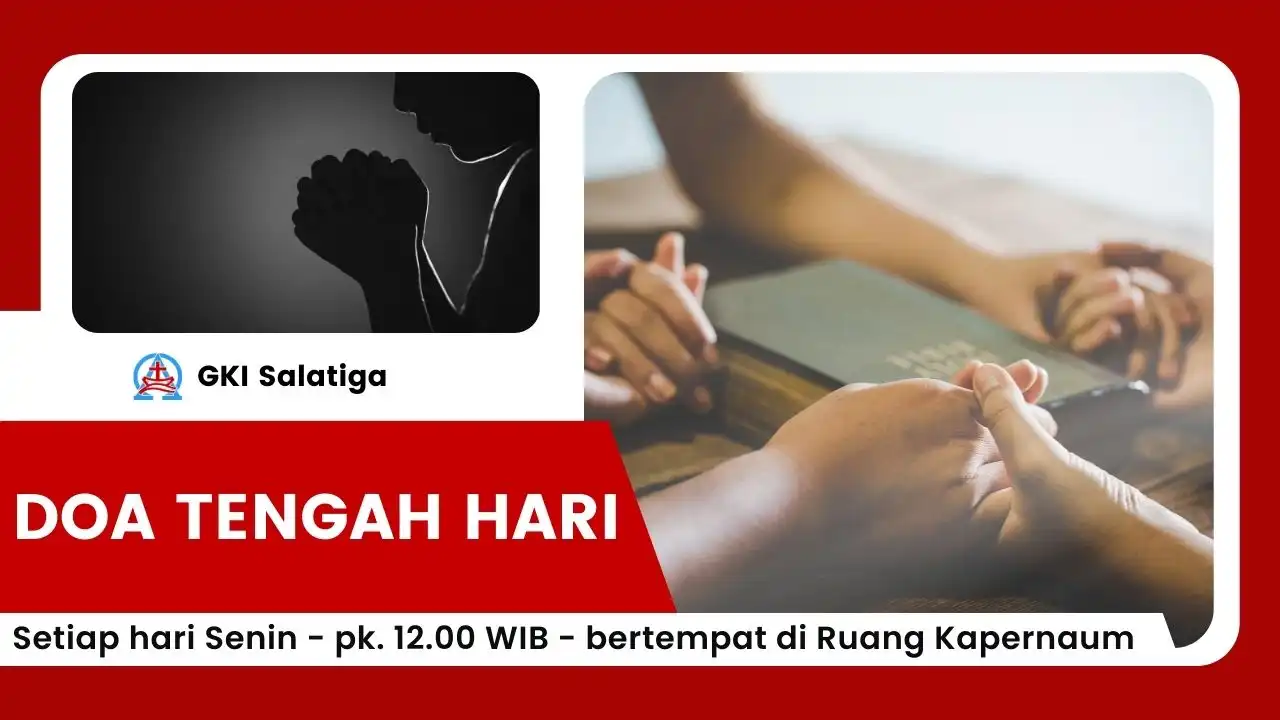 GKI Salatiga
DOA TENGAH HARI
Setiap hari Senin - pk. 12.00 WIB - bertempat di Ruang Kapernaum